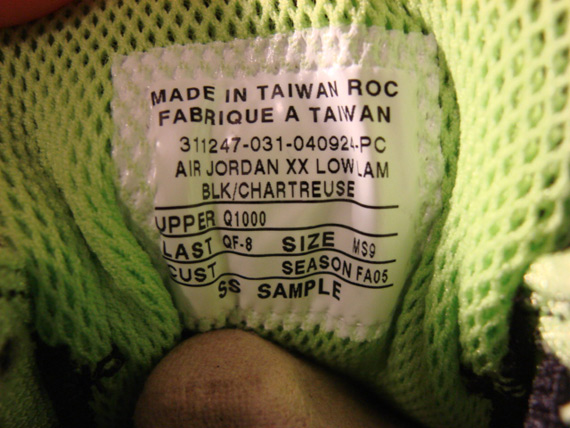 MADE IN TAIWAN ROC
FABRIQUE A TAIWAN
311247-031-040924-PC
AIR JORDAN XX LOW LAM
BLK/CHARTREUSE
UPPER Q1000
LAST QF-8 SIZE MS9
CUST SEASON FA05
SS SAMPLE